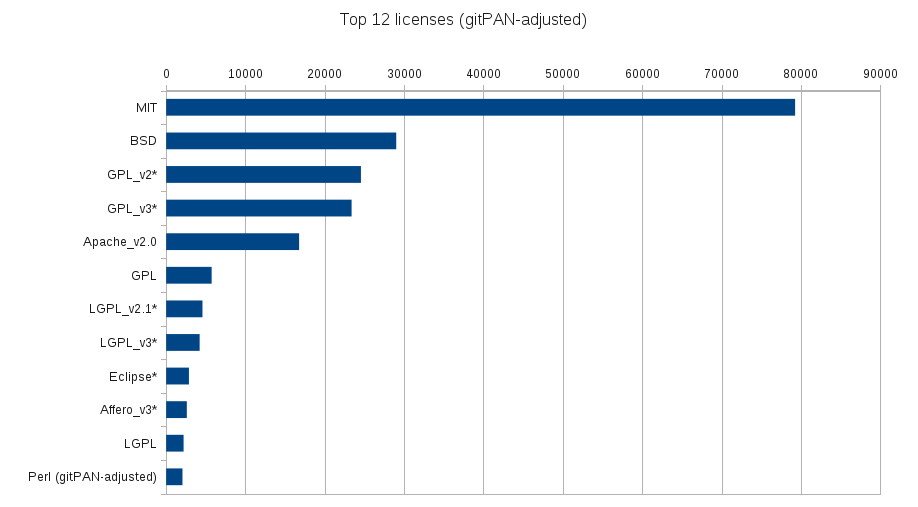 Top 12 licenses (gitPAN-adjusted)
0 10000 20000 30000 40000 50000 60000 70000 80000 90000
MIT
BSD
GPL_v2*
GPL_v3*
Apache_v2.0
GPL
LGPL_v2.1*
LGPL_v3*
Eclipse*
Affero_v3*
LGPL
Perl (gitPAN-adjusted)